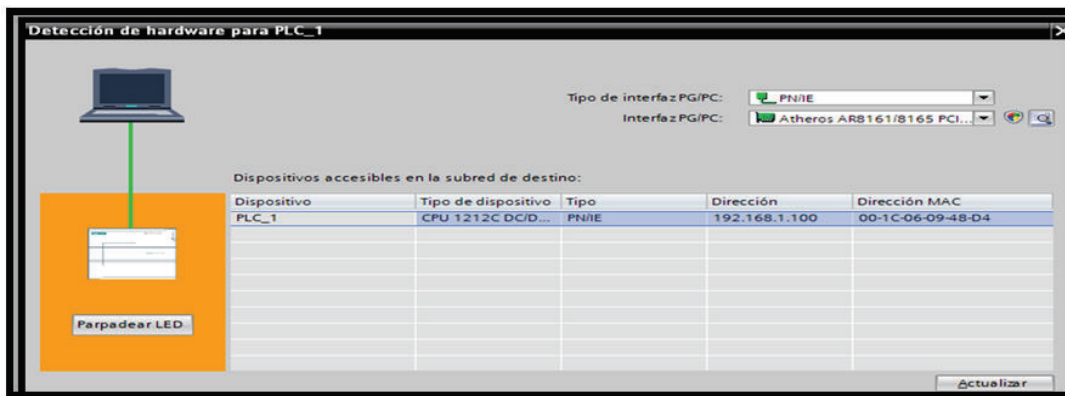 Detección de hardware para PLC_1
Tipo de interfaz PG/PC: PN/IE
Interfaz PG/PC: Atheros AR8161/8165 PCI...
Dispositivos accesibles en la subred de destino:
Dispositivo Tipo de dispositivo Tipo Dirección Dirección MAC
PLC_1 CPU 1212C DC/D... PN/IE 192.168.1.100 00-1C-06-09-48-D4
Parpadear LED
Actualizar